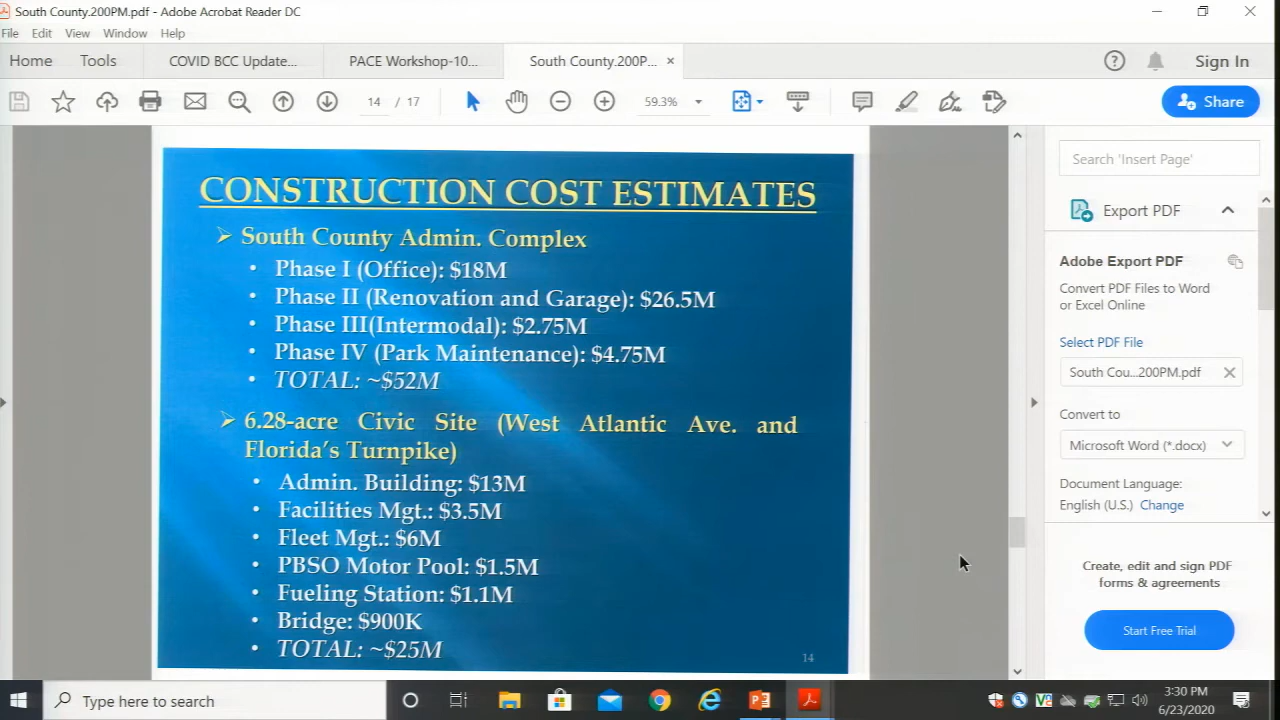 South County.200PM.pdf - Adobe Acrobat Reader DC
File Edit View Window Help
Home Tools COVID BCC Update... PACE Workshop-10... South County.200P... × Sign In
14 / 17 59.3% Share
CONSTRUCTION COST ESTIMATES
➢ South County Admin. Complex
• Phase I (Office): $18M
• Phase II (Renovation and Garage): $26.5M
• Phase III(Intermodal): $2.75M
• Phase IV (Park Maintenance): $4.75M
• TOTAL: ~$52M
➢ 6.28-acre Civic Site (West Atlantic Ave. and
Florida's Turnpike)
• Admin. Building: $13M
• Facilities Mgt.: $3.5M
• Fleet Mgt.: $6M
• PBSO Motor Pool: $1.5M
• Fueling Station: $1.1M
• Bridge: $900K
• TOTAL: ~$25M
14
Search 'Insert Page'
Export PDF
Adobe Export PDF
Convert PDF Files to Word
or Excel Online
Select PDF File
South Cou...200PM.pdf
Convert to
Microsoft Word (*.docx)
Document Language:
English (U.S.) Change
Create, edit and sign PDF
forms & agreements
Start Free Trial
Type here to search
3:30 PM
6/23/2020